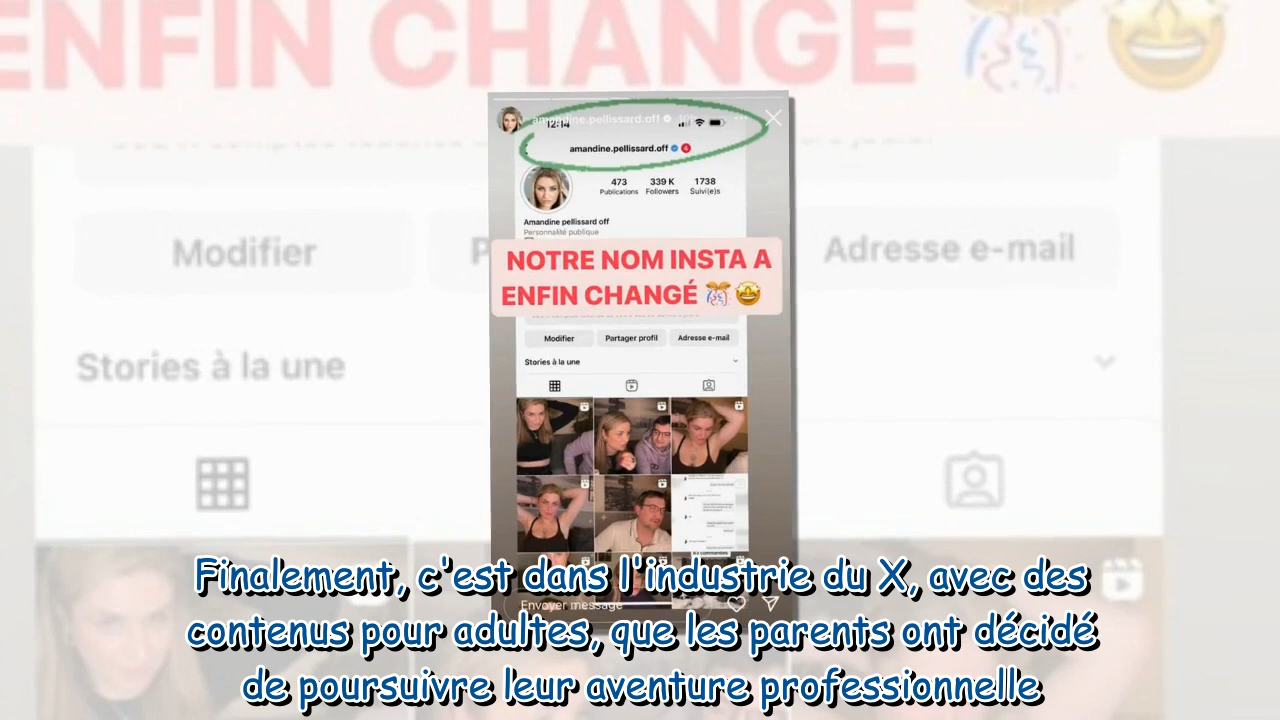 ENFIN CHANGÉ
Modifier
Adresse e-mail
Stories à la une
amandine.pellissard.off
12:14
amandine.pellissard.off 4
473 339 K 1738
Publications Followers Suivi(e)s
Amandine pellissard off
Personnalité publique
NOTRE NOM INSTA A
ENFIN CHANGÉ
Modifier Partager profil Adresse e-mail
Stories à la une
Envoyer message
Finalement, c'est dans l'industrie du X, avec des
contenus pour adultes, que les parents ont décidé
de poursuivre leur aventure professionnelle